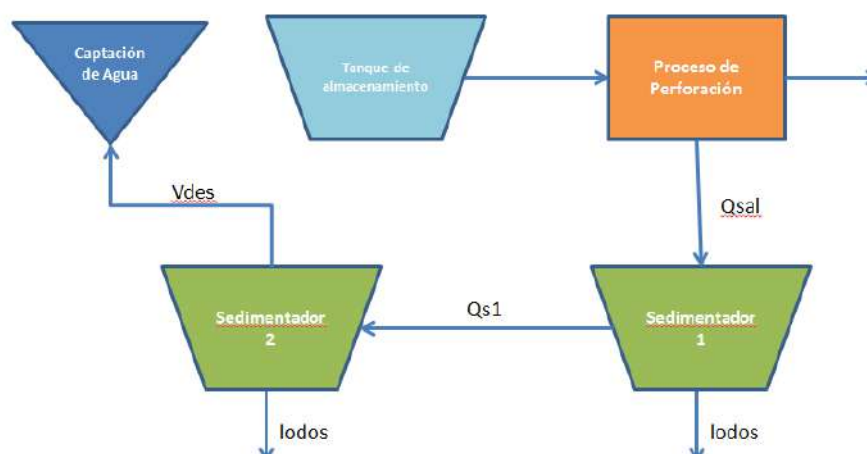 Captación
de Agua
Tanque de
almacenamiento
Proceso de
Perforación
Vdes
Qsal
Sedimentador
2
Qs1
Sedimentador
1
lodos
lodos